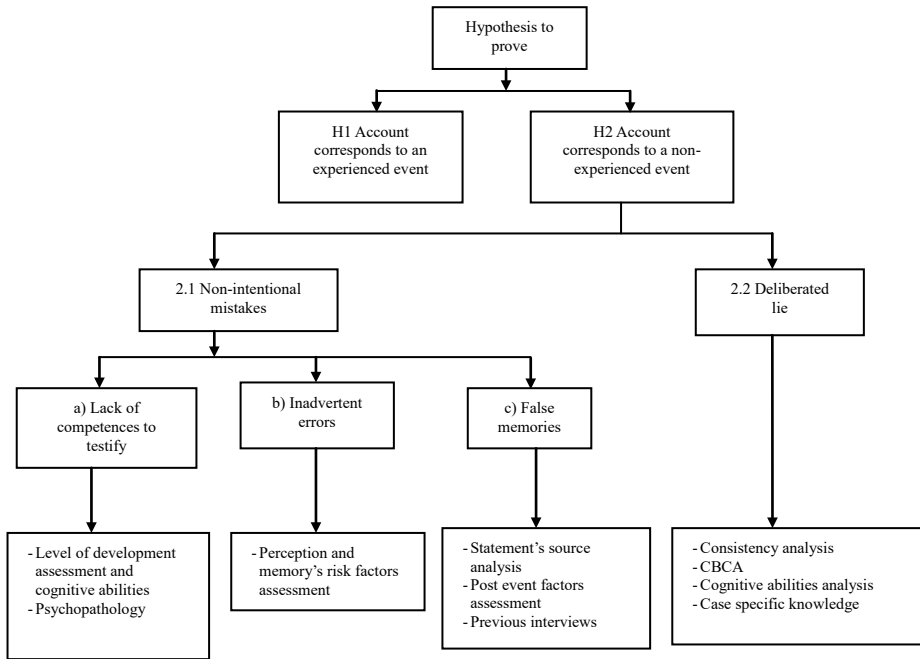 Hypothesis to
prove
H1 Account
corresponds to an
experienced event
H2 Account
corresponds to a non-
experienced event
2.1 Non-intentional
mistakes
2.2 Deliberated
lie
a) Lack of
competences to
testify
b) Inadvertent
errors
c) False
memories
- Level of development
assessment and
cognitive abilities
- Psychopathology
- Perception and
memory's risk factors
assessment
- Statement's source
analysis
- Post event factors
assessment
- Previous interviews
- Consistency analysis
- CBCA
- Cognitive abilities analysis
- Case specific knowledge